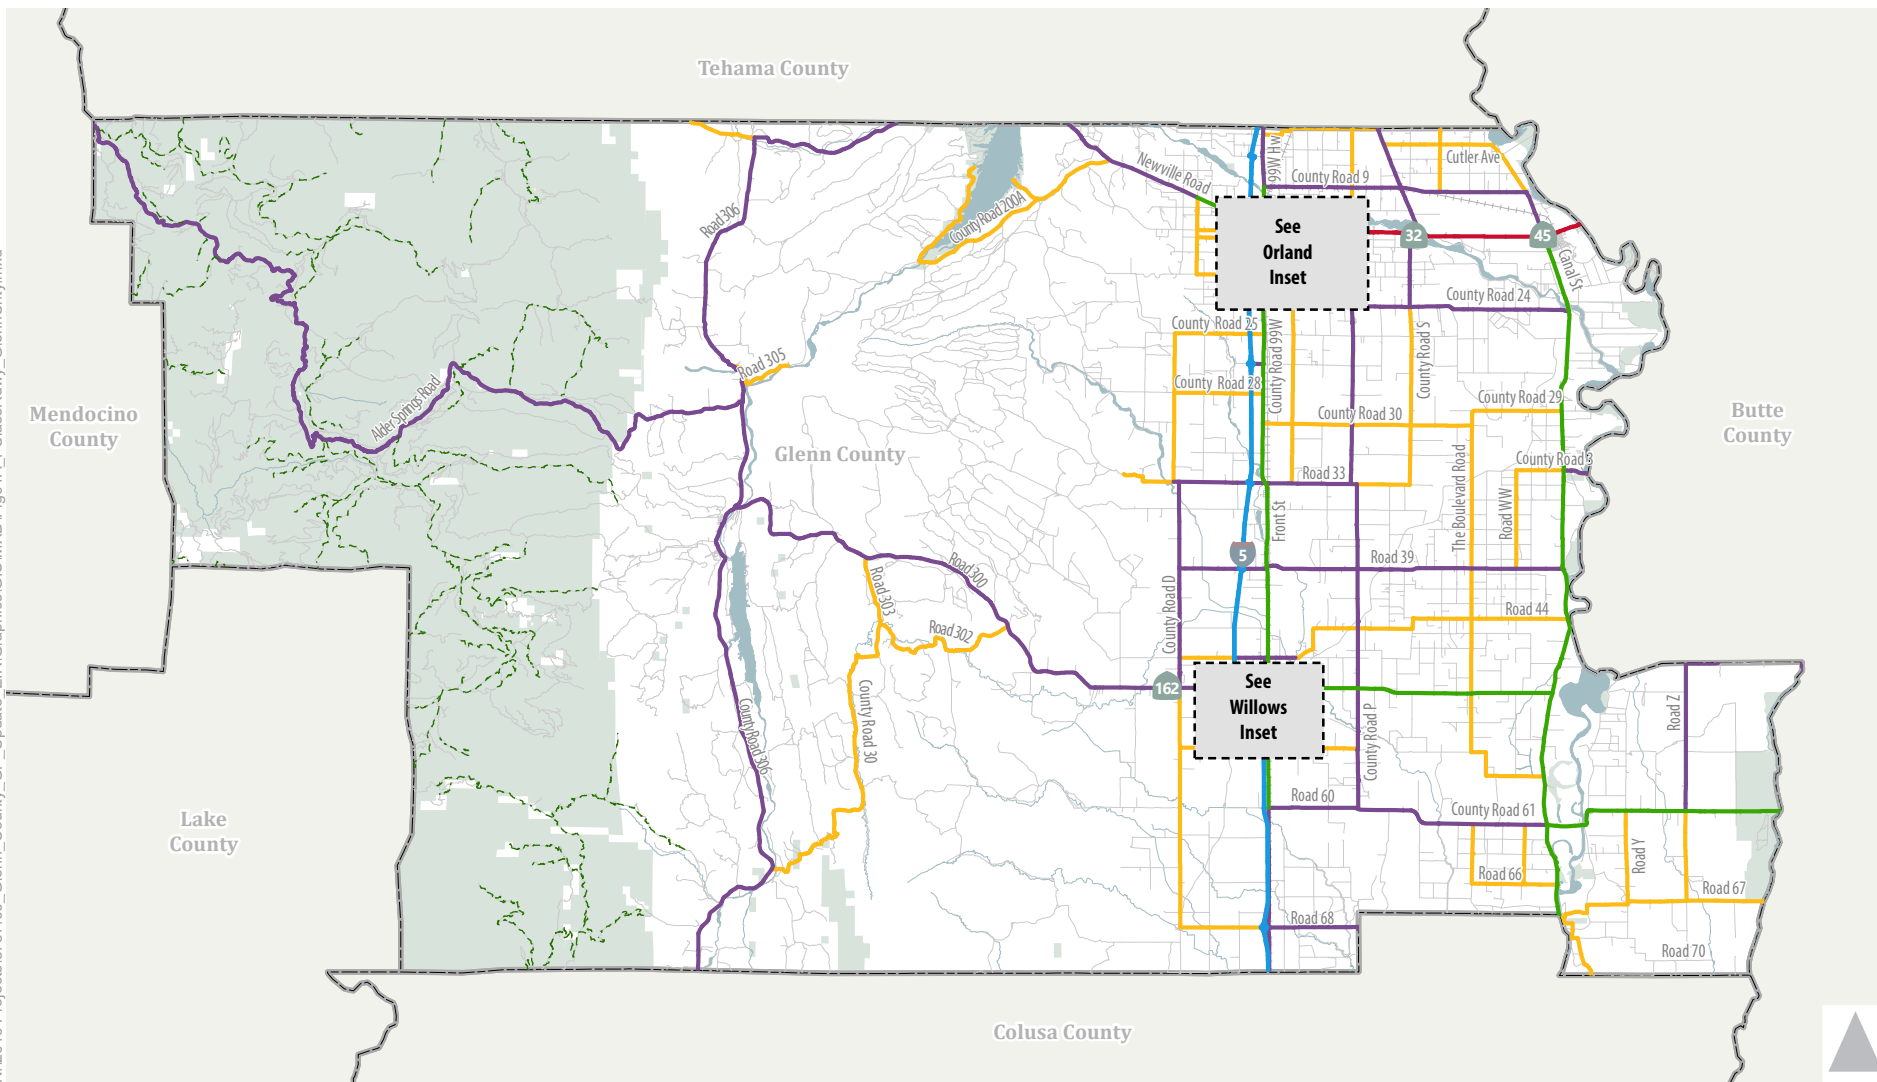 Tehama County
99W Hwy
Cutler Ave
Newville Road
County Road 9
Road 306
County Road 200A
See
Orland
Inset
32
45
Canal St
County Road 24
County Road 25
County Road 99W
County Road S
Road 305
County Road 28
Alder Springs Road
County Road 29
Mendocino
County
County Road 30
Butte
County
Glenn County
County Road 3
Road 33
The Boulevard Road
Road WW
Front St
5
Road 39
Road 300
Road 303
County Road D
Road 44
Road 302
162
See
Willows
Inset
County Road 306
County Road 30
County Road P
Road Z
Road 60
County Road 61
Lake
County
Road Y
Road 66
Road 67
Road 68
Road 70
Colusa County